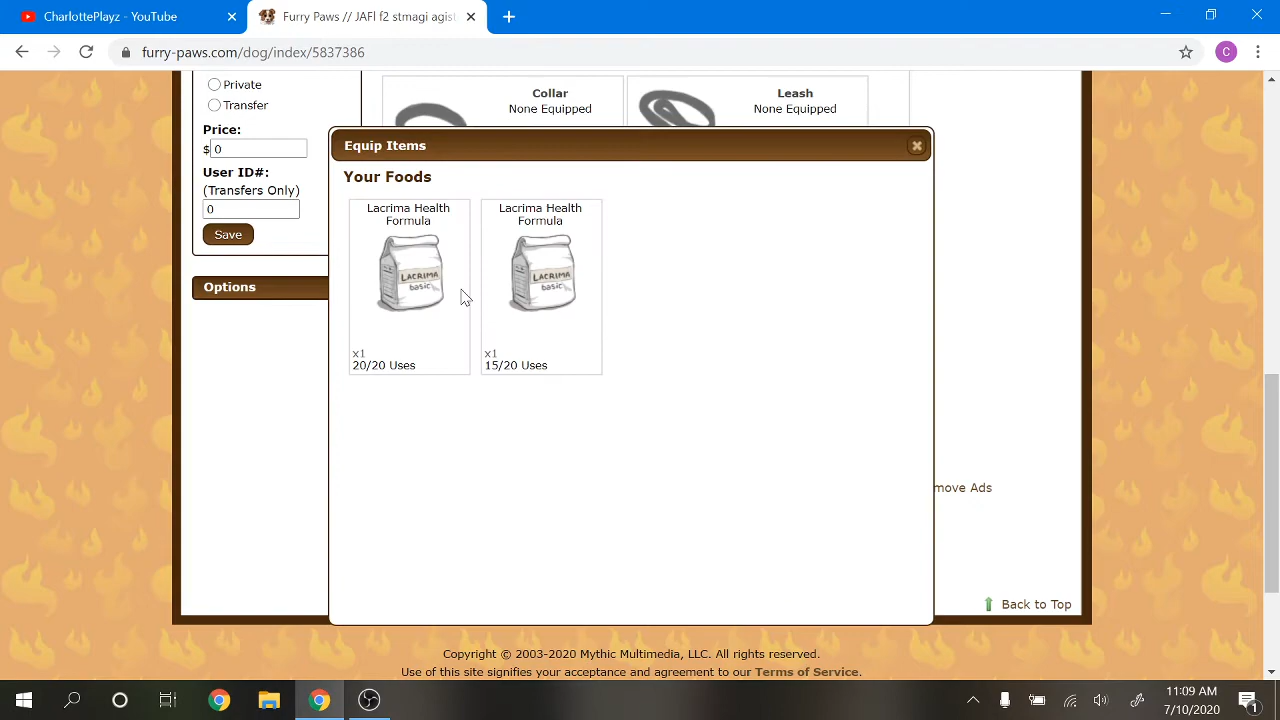 CharlottePlayz - YouTube
Furry Paws // JAFl f2 stmagi agist
furry-paws.com/dog/index/5837386
C
Private
Transfer
Price:
$ 0
User ID#:
(Transfers Only)
0
Save
Options
Collar
None Equipped
Leash
None Equipped
Equip Items
Your Foods
Lacrima Health
Formula
LACRIMA
basic
x1
20/20 Uses
Lacrima Health
Formula
LACRIMA
basic
x1
15/20 Uses
move Ads
Back to Top
Copyright © 2003-2020 Mythic Multimedia, LLC. All rights reserved.
Use of this site signifies your acceptance and agreement to our Terms of Service.
11:09 AM
7/10/2020
1